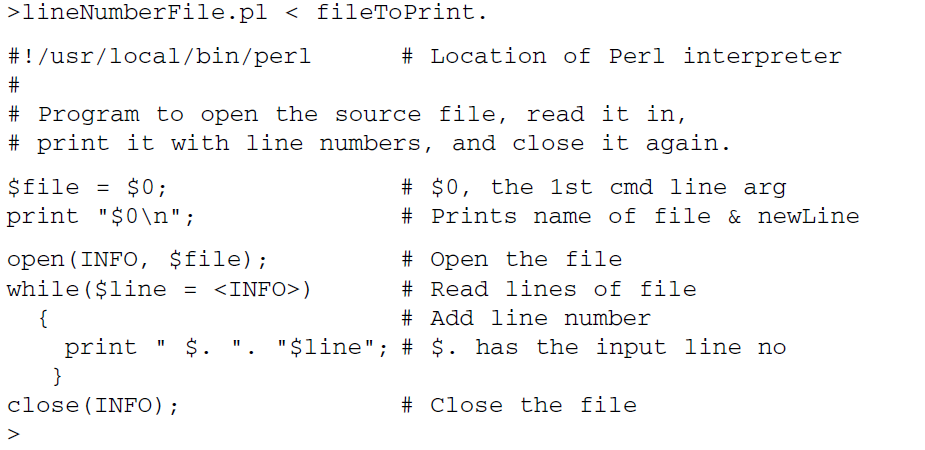 >lineNumberFile.pl < fileToPrint.
#!/usr/local/bin/perl # Location of Perl interpreter
#
# Program to open the source file, read it in,
# print it with line numbers, and close it again.
$file = $0; # $0, the 1st cmd line arg
print "$0\n"; # Prints name of file & newLine
open(INFO, $file); # Open the file
while($line = <INFO>) # Read lines of file
{ # Add line number
print " $. ". "$line"; # $. has the input line no
}
close(INFO); # Close the file
>